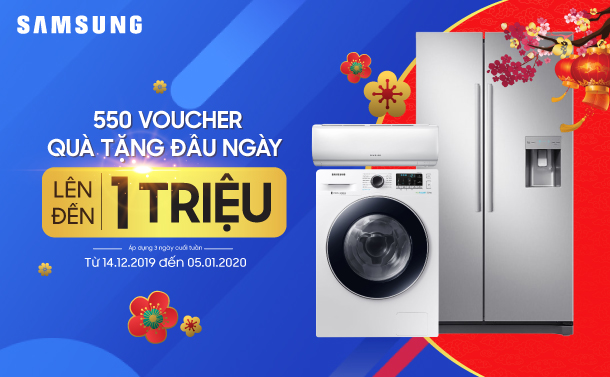 SAMSUNG
550 VOUCHER
QUÀ TẶNG ĐẦU NGÀY
LÊN ĐẾN
1 TRIỆU
Áp dụng 3 ngày cuối tuần
Từ 14.12.2019 đến 05.01.2020
SAMSUNG